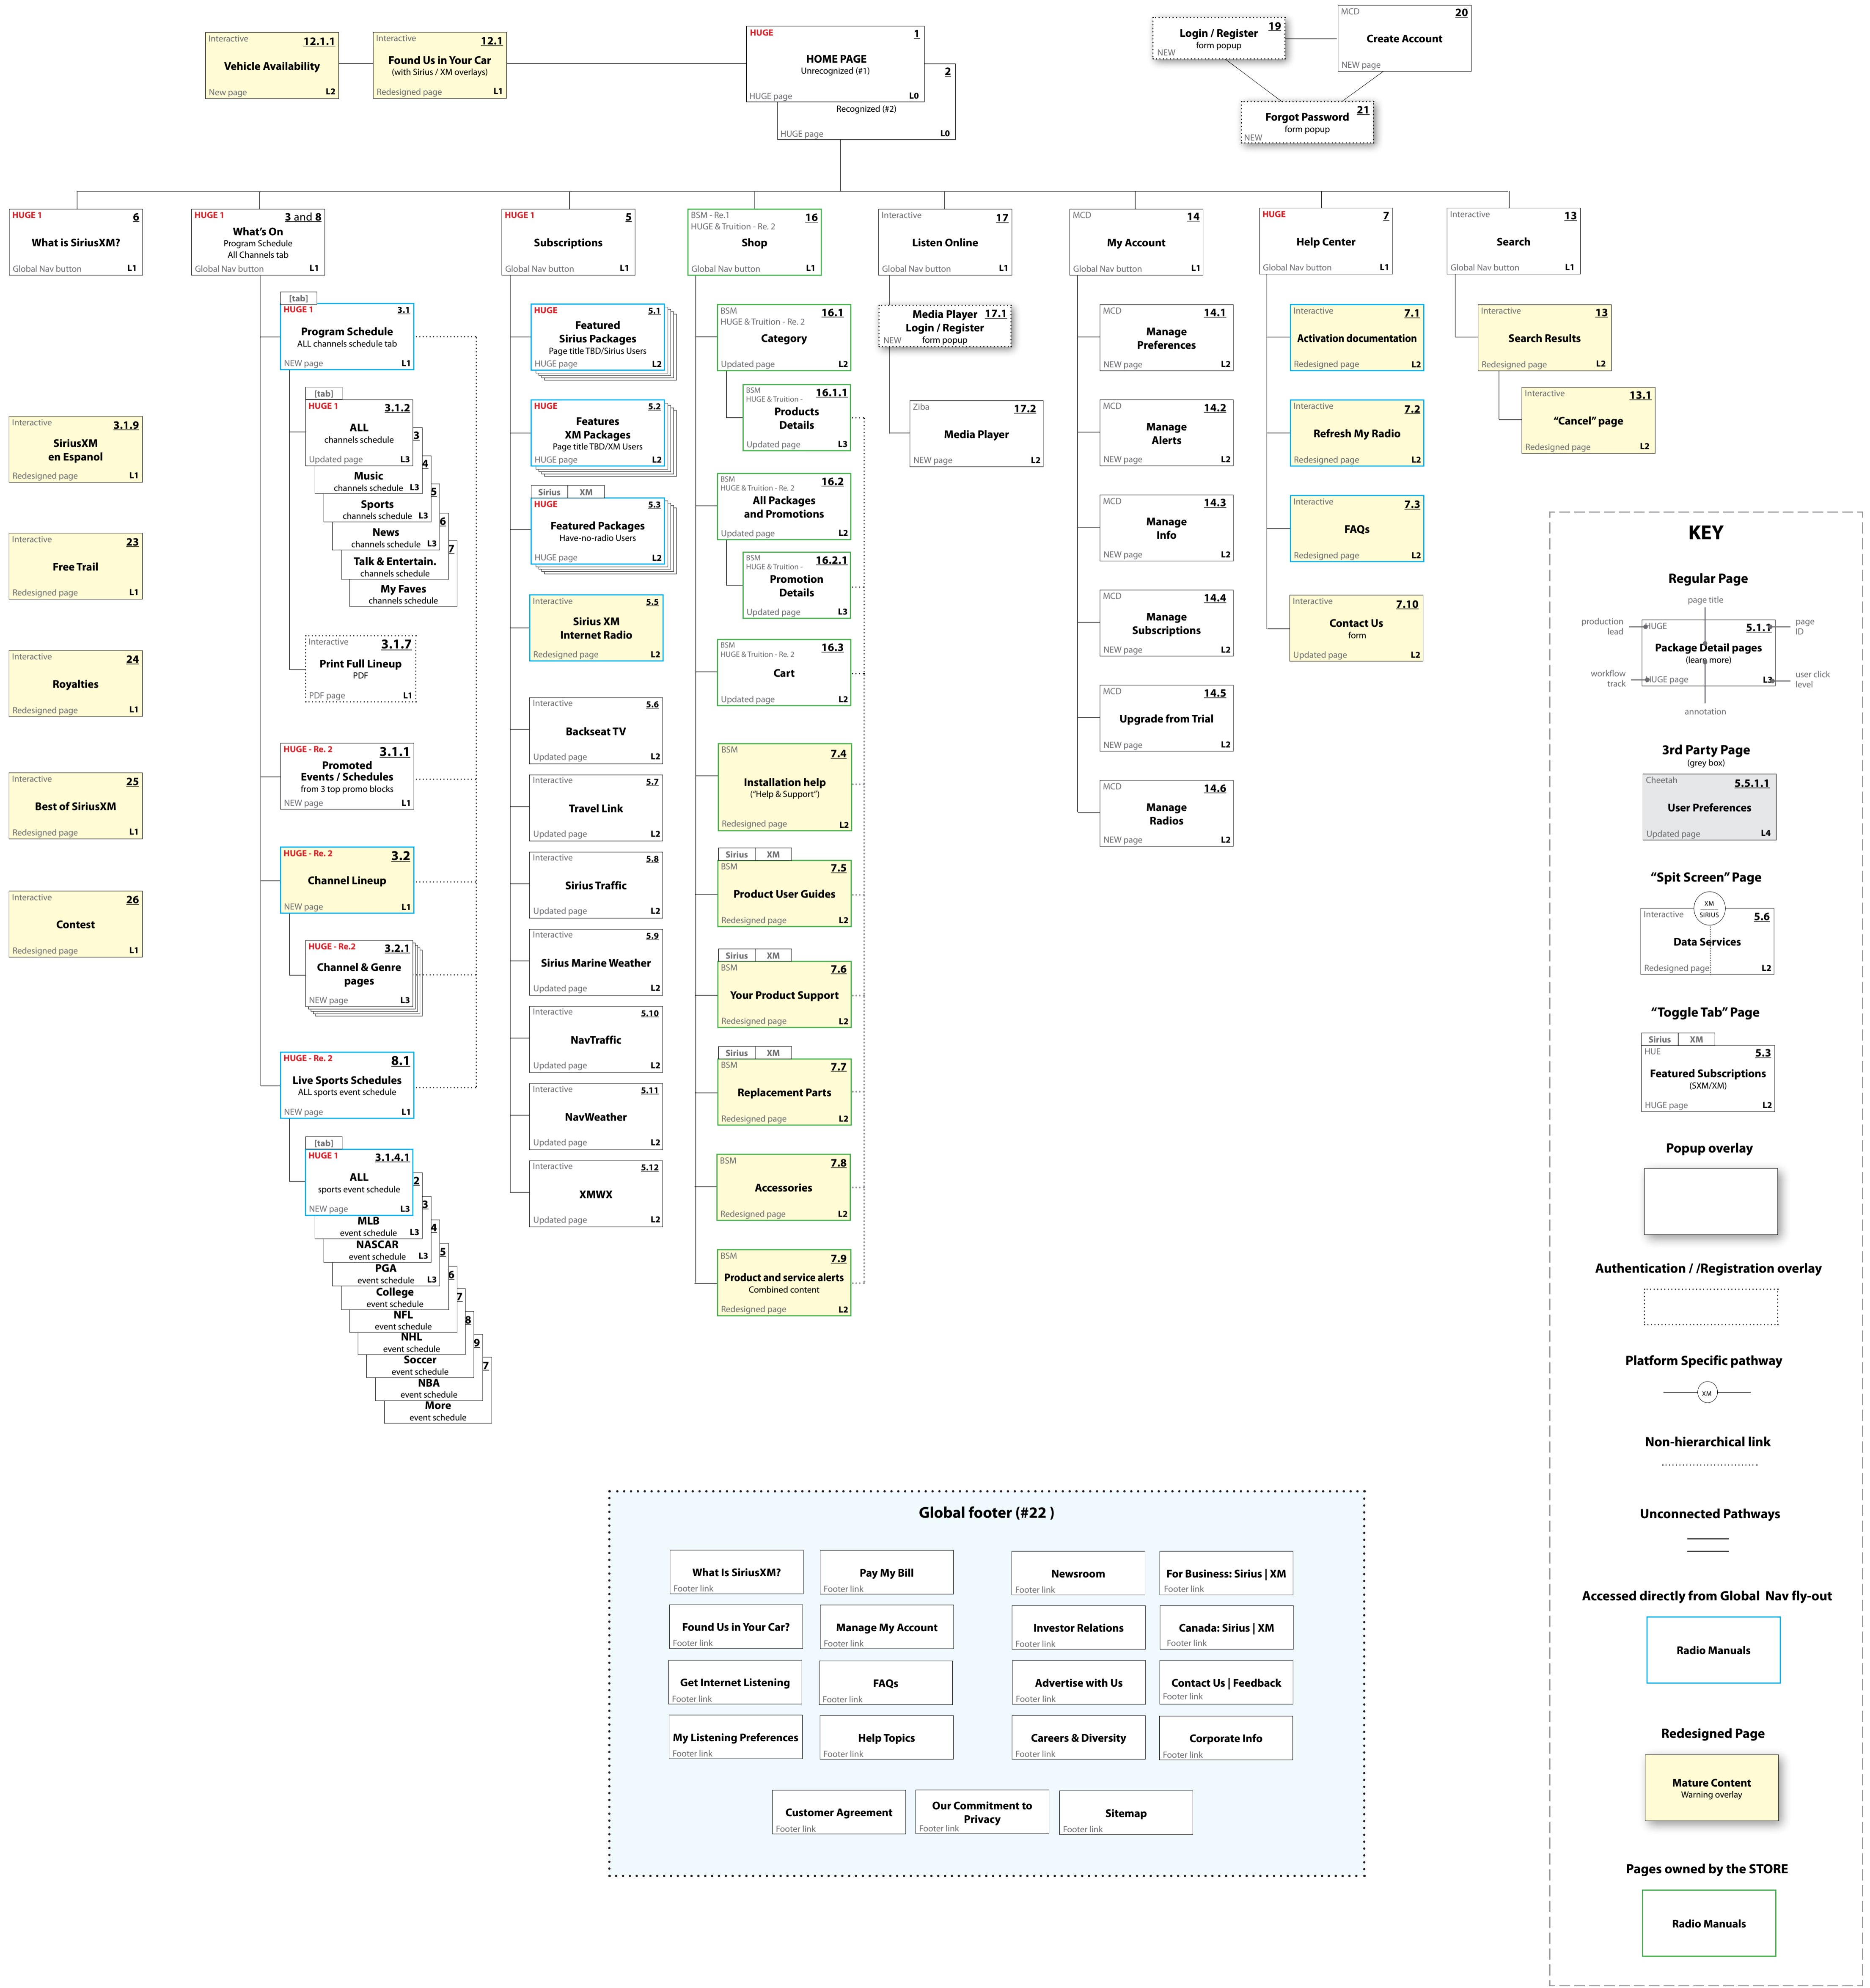 Interactive 12.1.1
Vehicle Availability
New page L2
Interactive 12.1
Found Us in Your Car
(with Sirius / XM overlays)
Redesigned page L1
HUGE 1
HOME PAGE
Unrecognized (#1)
HUGE page L0
2
Recognized (#2)
HUGE page L0
19
Login / Register
form popup
NEW
MCD 20
Create Account
NEW page
21
Forgot Password
form popup
NEW
HUGE 1 6
What is SiriusXM?
Global Nav button L1
HUGE 1 3 and 8
What's On
Program Schedule
All Channels tab
Global Nav button L1
HUGE 1 5
Subscriptions
Global Nav button L1
BSM - Re.1 16
HUGE & Truition - Re. 2
Shop
Global Nav button L1
Interactive 17
Listen Online
Global Nav button L1
MCD 14
My Account
Global Nav button L1
HUGE 7
Help Center
Global Nav button L1
Interactive 13
Search
Global Nav button L1
Interactive 3.1.9
SiriusXM
en Espanol
Redesigned page L1
Interactive 23
Free Trail
Redesigned page L1
Interactive 24
Royalties
Redesigned page L1
Interactive 25
Best of SiriusXM
Redesigned page L1
Interactive 26
Contest
Redesigned page L1
[tab]
HUGE 1 3.1
Program Schedule
ALL channels schedule tab
NEW page L1
[tab]
HUGE 1 3.1.2
ALL
channels schedule
Updated page L3
3
Music
channels schedule L3
4
Sports
channels schedule L3
5
News
channels schedule L3
6
Talk & Entertain.
channels schedule
7
My Faves
channels schedule
Interactive 3.1.7
Print Full Lineup
PDF
PDF page L1
HUGE - Re. 2 3.1.1
Promoted
Events / Schedules
from 3 top promo blocks
NEW page L1
HUGE - Re. 2 3.2
Channel Lineup
NEW page L1
HUGE - Re.2 3.2.1
Channel & Genre
pages
NEW page L3
HUGE - Re. 2 8.1
Live Sports Schedules
ALL sports event schedule
NEW page L1
[tab]
HUGE 1 3.1.4.1
ALL
sports event schedule
NEW page L3
2
MLB
event schedule L3
3
NASCAR
event schedule L3
4
PGA
event schedule L3
5
College
event schedule
6
NFL
event schedule
7
NHL
event schedule
8
Soccer
event schedule
9
NBA
event schedule
7
More
event schedule
HUGE 5.1
Featured
Sirius Packages
Page title TBD/Sirius Users
HUGE page L2
HUGE 5.2
Features
XM Packages
Page title TBD/XM Users
HUGE page L2
Sirius XM
HUGE 5.3
Featured Packages
Have-no-radio Users
HUGE page L2
Interactive 5.5
Sirius XM
Internet Radio
Redesigned page L2
Interactive 5.6
Backseat TV
Updated page L2
Interactive 5.7
Travel Link
Updated page L2
Interactive 5.8
Sirius Traffic
Updated page L2
Interactive 5.9
Sirius Marine Weather
Updated page L2
Interactive 5.10
NavTraffic
Updated page L2
Interactive 5.11
NavWeather
Updated page L2
Interactive 5.12
XMWX
Updated page L2
BSM 16.1
HUGE & Truition - Re. 2
Category
Updated page L2
BSM 16.1.1
HUGE & Truition -
Products
Details
Updated page L3
BSM 16.2
HUGE & Truition - Re. 2
All Packages
and Promotions
Updated page L2
BSM 16.2.1
HUGE & Truition -
Promotion
Details
Updated page L3
BSM 16.3
HUGE & Truition - Re. 2
Cart
Updated page L2
BSM 7.4
Installation help
("Help & Support")
Redesigned page L2
Sirius XM
BSM 7.5
Product User Guides
Redesigned page L2
Sirius XM
BSM 7.6
Your Product Support
Redesigned page L2
Sirius XM
BSM 7.7
Replacement Parts
Redesigned page L2
BSM 7.8
Accessories
Redesigned page L2
BSM 7.9
Product and service alerts
Combined content
Redesigned page L2
Media Player 17.1
Login / Register
NEW form popup
Ziba 17.2
Media Player
NEW page L2
MCD 14.1
Manage
Preferences
NEW page L2
MCD 14.2
Manage
Alerts
NEW page L2
MCD 14.3
Manage
Info
NEW page L2
MCD 14.4
Manage
Subscriptions
NEW page L2
MCD 14.5
Upgrade from Trial
NEW page L2
MCD 14.6
Manage
Radios
NEW page L2
Interactive 7.1
Activation documentation
Redesigned page L2
Interactive 7.2
Refresh My Radio
Redesigned page L2
Interactive 7.3
FAQs
Redesigned page L2
Interactive 7.10
Contact Us
form
Updated page L2
Interactive 13
Search Results
Redesigned page L2
Interactive 13.1
“Cancel” page
Redesigned page L2
KEY
Regular Page
page title
production
lead
HUGE 5.1.1
page
ID
Package Detail pages
(learn more)
workflow
track
HUGE page L3
user click
level
annotation
3rd Party Page
(grey box)
Cheetah 5.5.1.1
User Preferences
Updated page L4
“Spit Screen” Page
XM
SIRIUS
Interactive 5.6
Data Services
Redesigned page L2
“Toggle Tab” Page
Sirius XM
HUE 5.3
Featured Subscriptions
(SXM/XM)
HUGE page L2
Popup overlay
Authentication / /Registration overlay
Platform Specific pathway
XM
Non-hierarchical link
Unconnected Pathways
Accessed directly from Global Nav fly-out
Radio Manuals
Redesigned Page
Mature Content
Warning overlay
Pages owned by the STORE
Radio Manuals
Global footer (#22 )
What Is SiriusXM?
Footer link
Pay My Bill
Footer link
Newsroom
Footer link
For Business: Sirius | XM
Footer link
Found Us in Your Car?
Footer link
Manage My Account
Footer link
Investor Relations
Footer link
Canada: Sirius | XM
Footer link
Get Internet Listening
Footer link
FAQs
Footer link
Advertise with Us
Footer link
Contact Us | Feedback
Footer link
My Listening Preferences
Footer link
Help Topics
Footer link
Careers & Diversity
Footer link
Corporate Info
Footer link
Customer Agreement
Footer link
Our Commitment to
Privacy
Footer link
Sitemap
Footer link